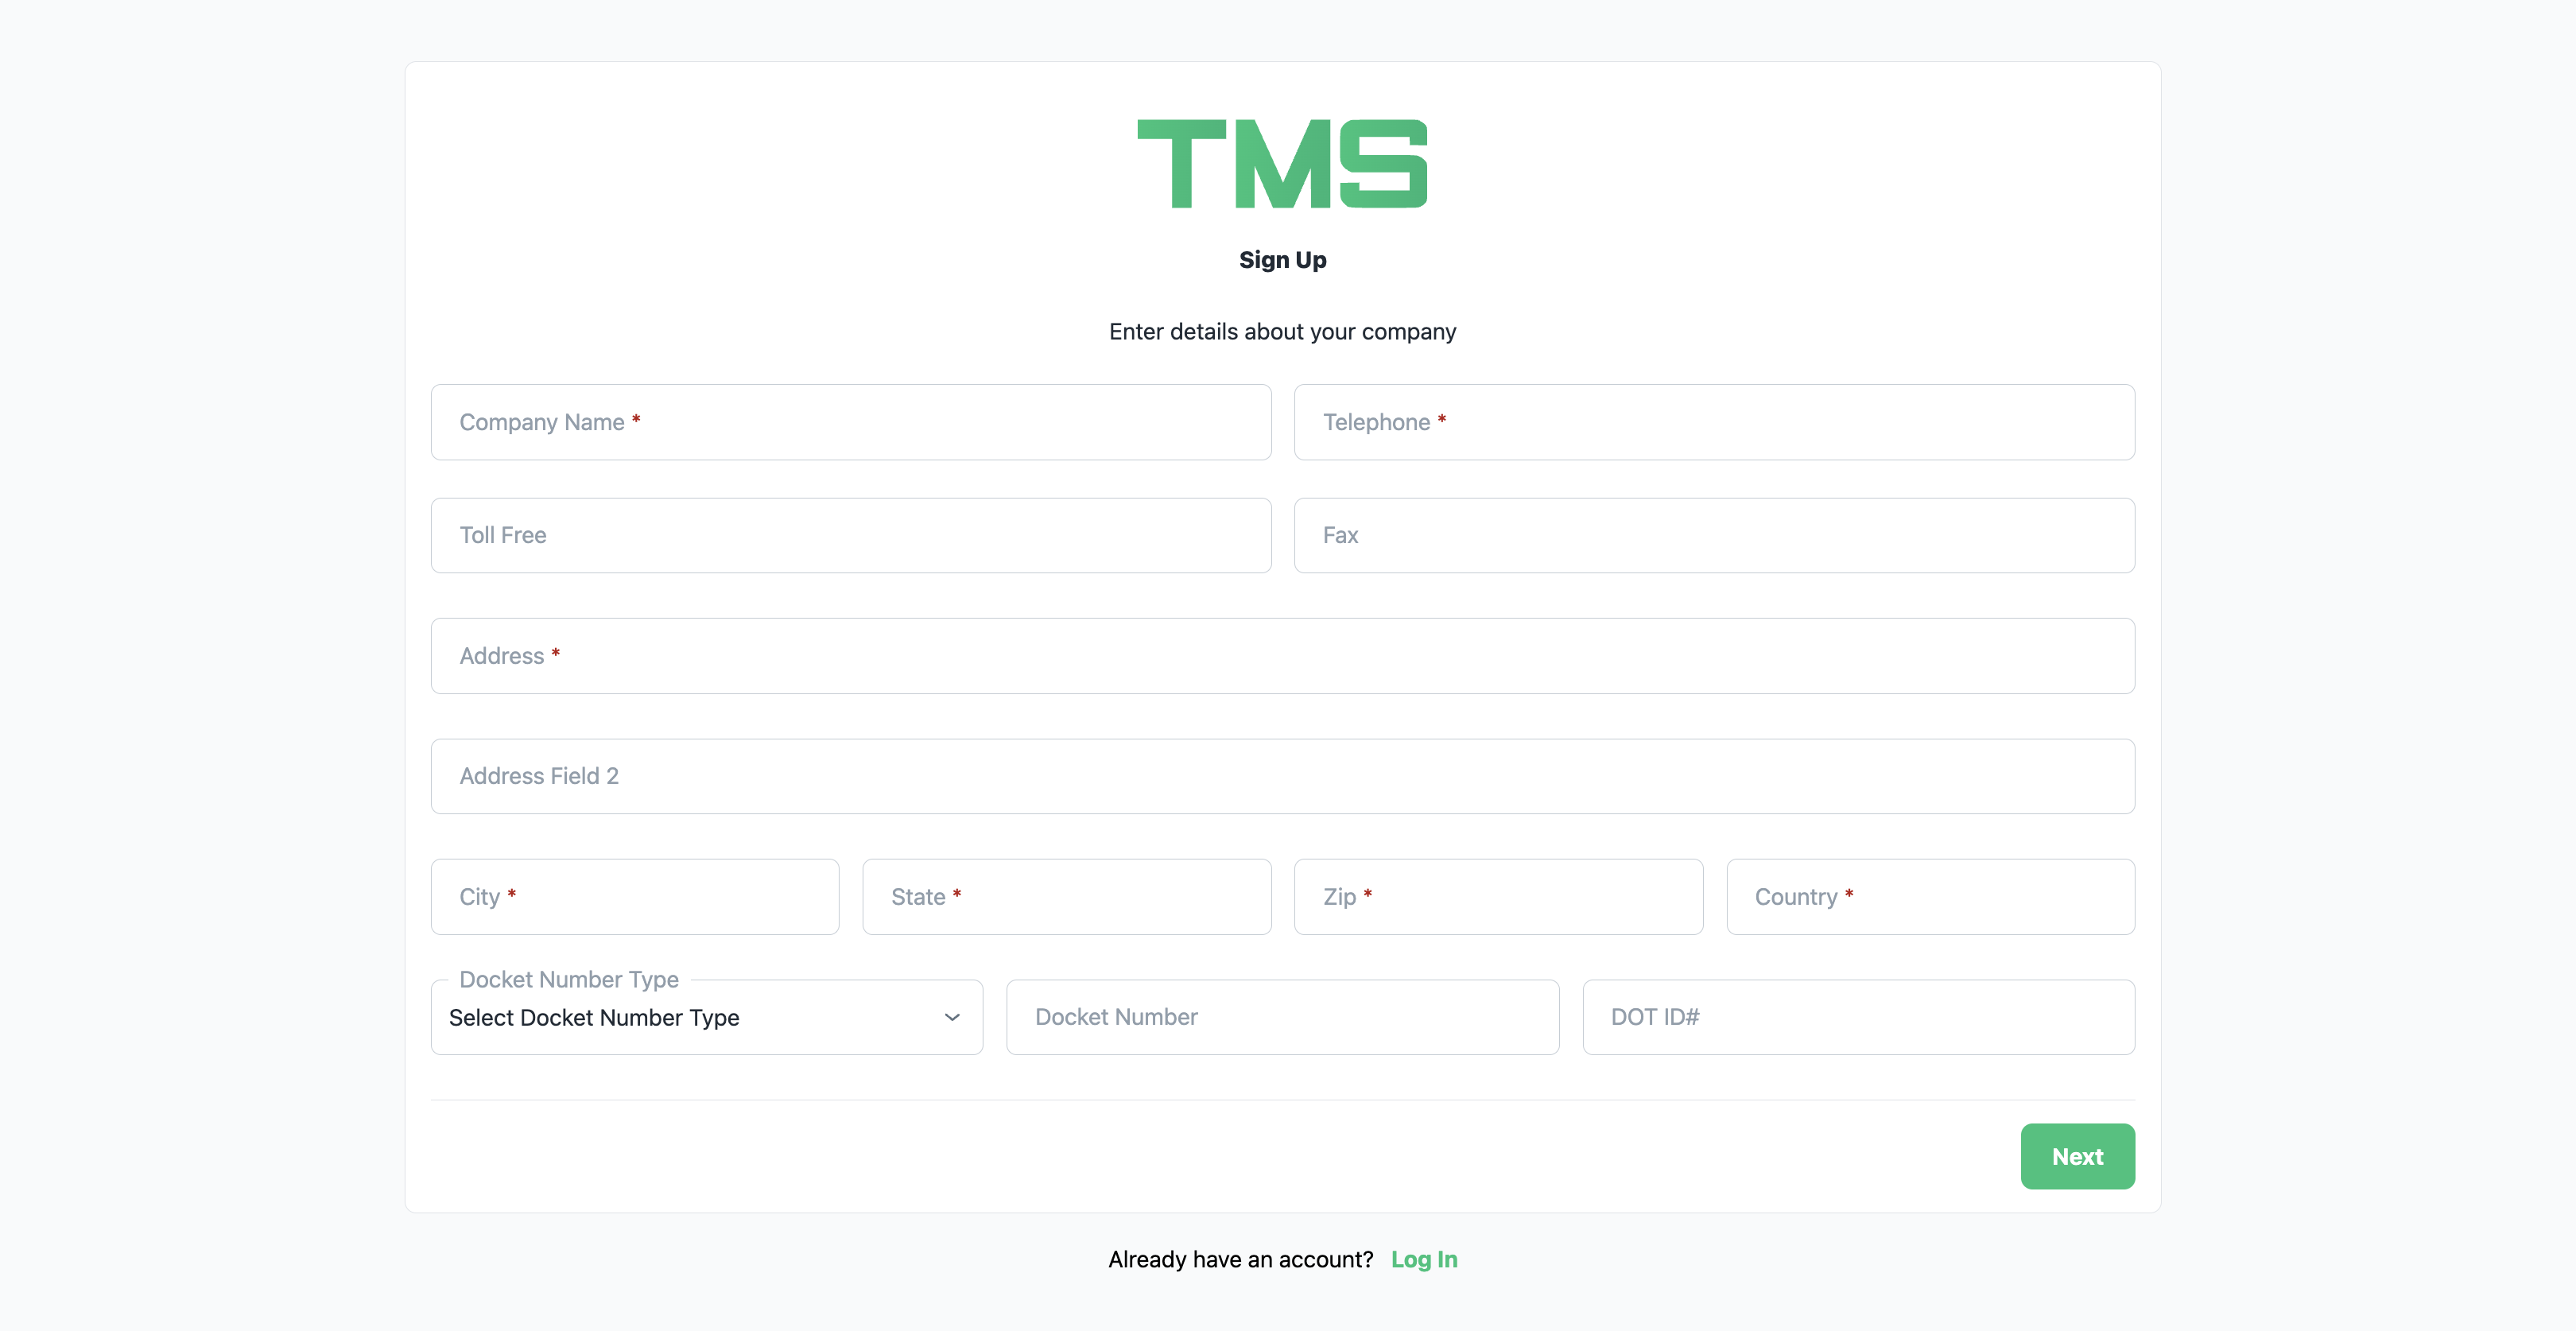 TMS
Sign Up
Enter details about your company
Company Name *
Telephone *
Toll Free
Fax
Address *
Address Field 2
City *
State *
Zip *
Country *
Docket Number Type
Select Docket Number Type
Docket Number
DOT ID#
Next
Already have an account? Log In